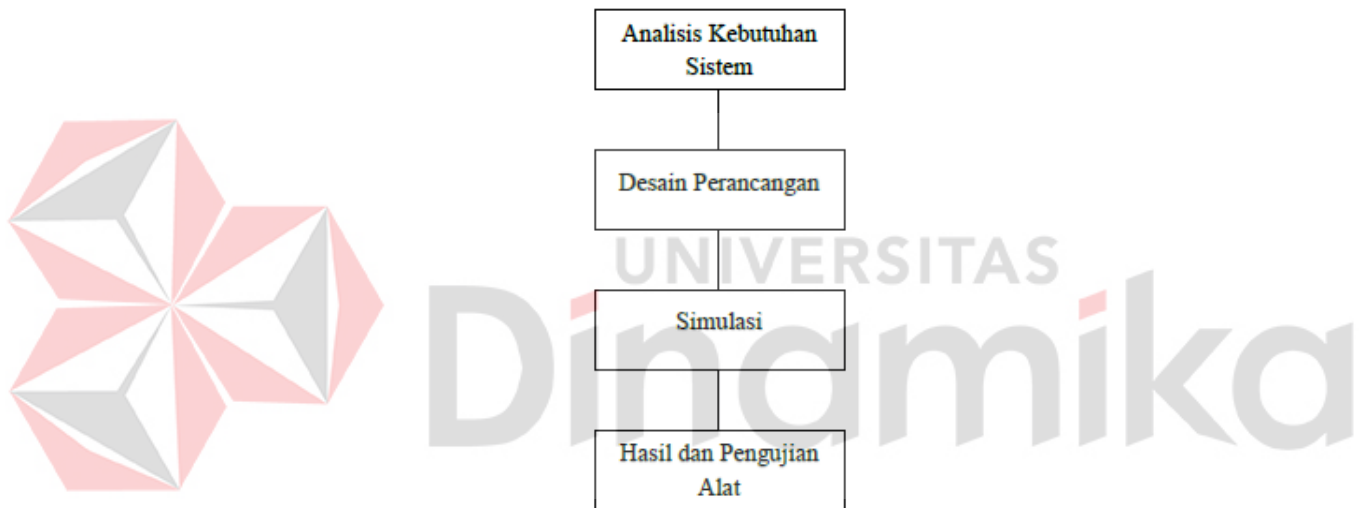 Analisis Kebutuhan
Sistem
Desain Perancangan
UNIVERSITAS
Dinamika
Simulasi
Hasil dan Pengujian
Alat